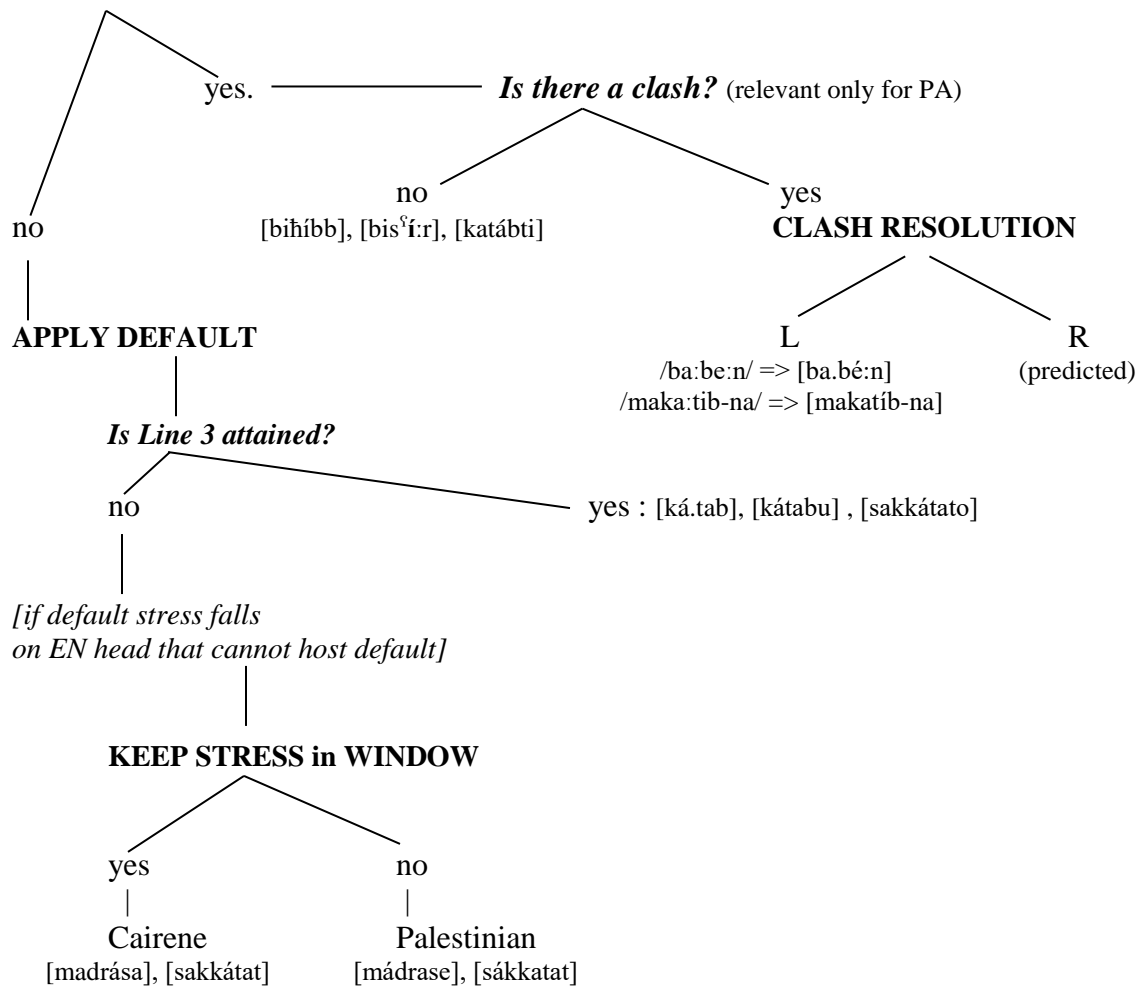 yes. Is there a clash? (relevant only for PA)
no yes
no [biħíbb], [bisˤí:r], [katábti] CLASH RESOLUTION
APPLY DEFAULT L R
/ba:be:n/ => [ba.bé:n] (predicted)
/maka:tib-na/ => [makatíb-na]
Is Line 3 attained?
no yes : [ká.tab], [kátabu] , [sakkátato]
[if default stress falls
on EN head that cannot host default]
KEEP STRESS in WINDOW
yes no
Cairene Palestinian
[madrása], [sakkátat] [mádrase], [sákkatat]